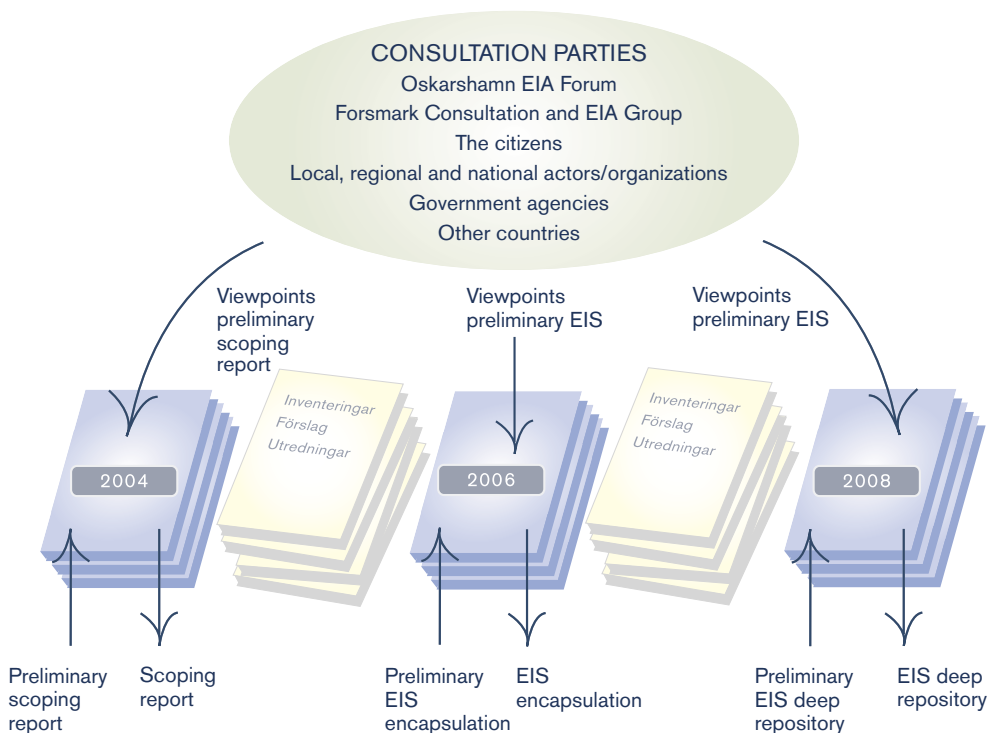 CONSULTATION PARTIES
Oskarshamn EIA Forum
Forsmark Consultation and EIA Group
The citizens
Local, regional and national actors/organizations
Government agencies
Other countries
Viewpoints
preliminary
scoping
report
Viewpoints
preliminary EIS
Viewpoints
preliminary EIS
Inventeringar
Förslag
Utredningar
Inventeringar
Förslag
Utredningar
2004
2006
2008
Preliminary
scoping
report
Scoping
report
Preliminary
EIS
encapsulation
EIS
encapsulation
Preliminary
EIS deep
repository
EIS deep
repository